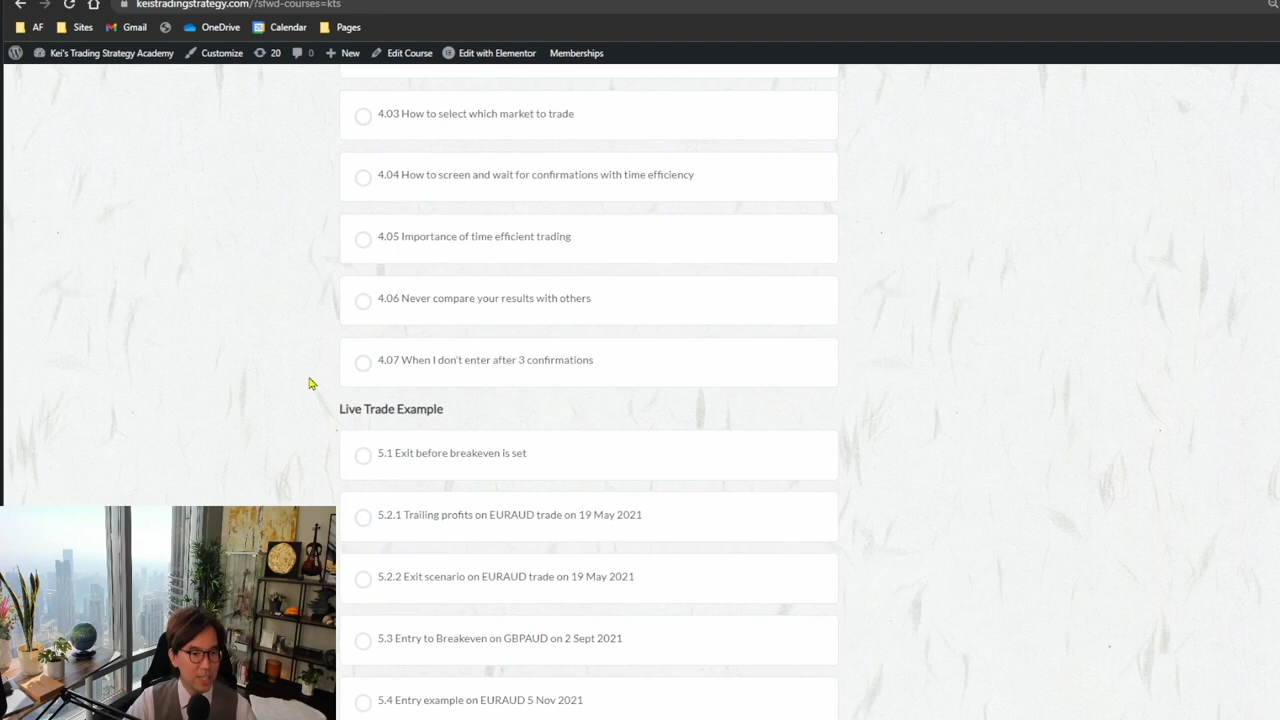 keistradingstrategy.com/?sfwd-courses=kts
AF Sites Gmail OneDrive Calendar Pages
Kei's Trading Strategy Academy Customize 20 0 New Edit Course Edit with Elementor Memberships
4.03 How to select which market to trade
4.04 How to screen and wait for confirmations with time efficiency
4.05 Importance of time efficient trading
4.06 Never compare your results with others
4.07 When I don't enter after 3 confirmations
Live Trade Example
5.1 Exit before breakeven is set
5.2.1 Trailing profits on EURAUD trade on 19 May 2021
5.2.2 Exit scenario on EURAUD trade on 19 May 2021
5.3 Entry to Breakeven on GBPAUD on 2 Sept 2021
5.4 Entry example on EURAUD 5 Nov 2021